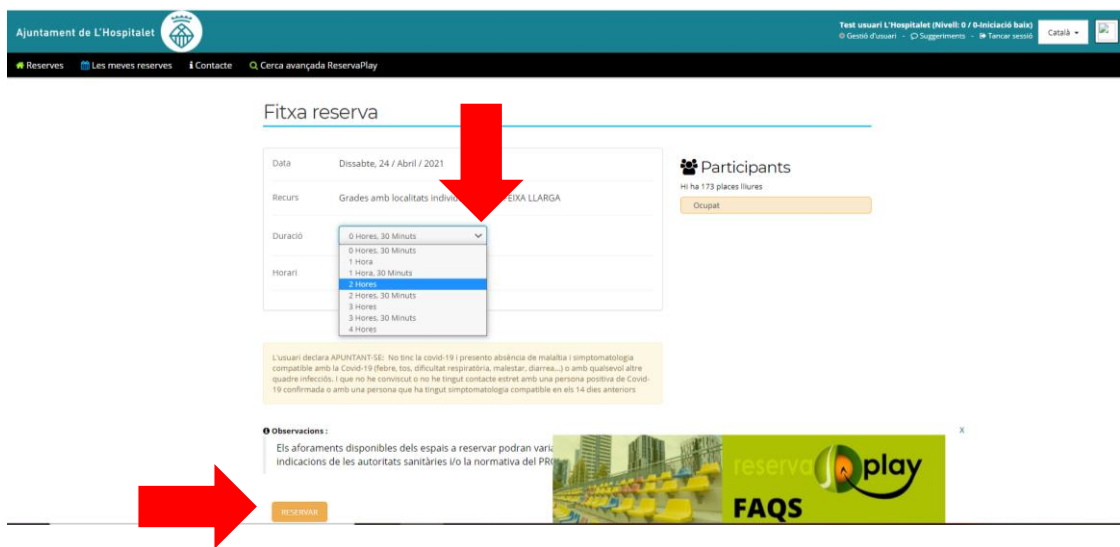 Ajuntament de L'Hospitalet
Test usuari L'Hospitalet (Nivell: 0 / 0-Iniciació baix)
Gestió d'usuari - Suggeriments - Tancar sessió
Català
Reserves Les meves reserves Contacte Cerca avançada ReservaPlay
Fitxa reserva
Data Dissabte, 24 / Abril / 2021
Recurs Grades amb localitats EIXA LLARGA
Duració 0 Hores, 30 Minuts
0 Hores, 30 Minuts
1 Hora
1 Hora, 30 Minuts
2 Hores
2 Hores, 30 Minuts
3 Hores
3 Hores, 30 Minuts
4 Hores
Horari
Participants
Hi ha 173 places lliures
Ocupat
L'usuari declara APUNTANT-SE: No tinc la covid-19 i presento absència de malaltia i simptomatologia
compatible amb la Covid-19 (febre, tos, dificultat respiratòria, malestar, diarrea...) o amb qualsevol altre
quadre infecciós. I que no he conviscut o no he tingut contacte estret amb una persona positiva de Covid-
19 confirmada o amb una persona que ha tingut simptomatologia compatible en els 14 dies anteriors
Observacions :
Els aforaments disponibles dels espais a reservar podran
indicacions de les autoritats sanitàries i/o la normativa del
X
reserva play
FAQS
RESERVAR